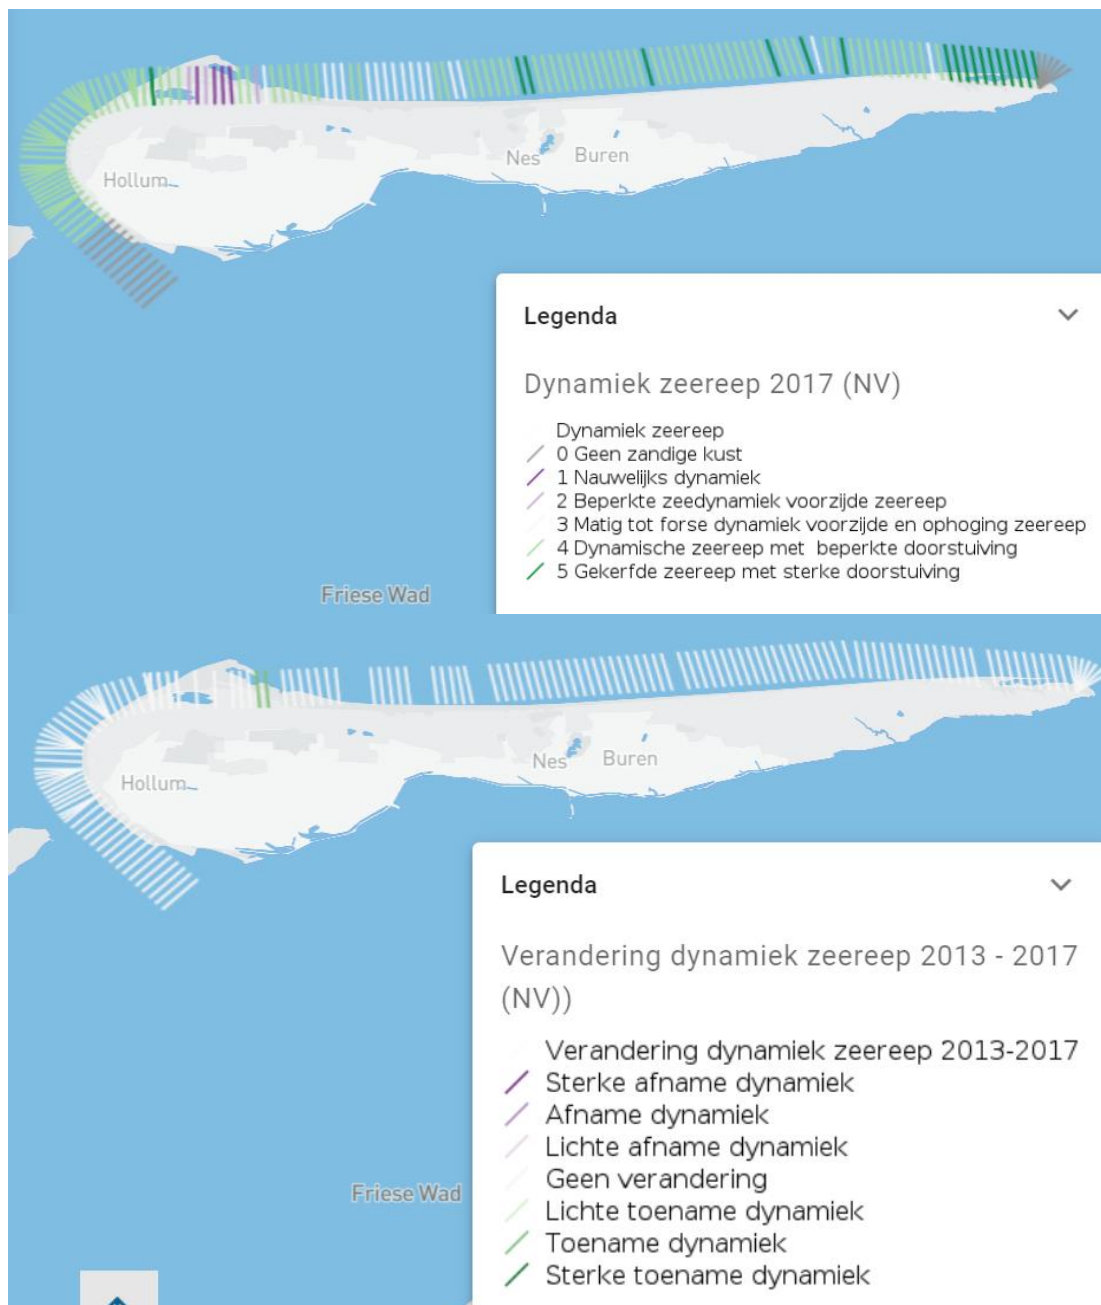 Hollum
Nes
Buren
Legenda
Dynamiek zeereep 2017 (NV)
Dynamiek zeereep
0 Geen zandige kust
1 Nauwelijks dynamiek
2 Beperkte zeedynamiek voorzijde zeereep
3 Matig tot forse dynamiek voorzijde en ophoging zeereep
4 Dynamische zeereep met beperkte doorstuiving
5 Gekerfde zeereep met sterke doorstuiving
Friese Wad
Nes
Buren
Hollum
Legenda
Verandering dynamiek zeereep 2013 - 2017
(NV))
Verandering dynamiek zeereep 2013-2017
Sterke afname dynamiek
Afname dynamiek
Lichte afname dynamiek
Geen verandering
Lichte toename dynamiek
Toename dynamiek
Sterke toename dynamiek
Friese Wad